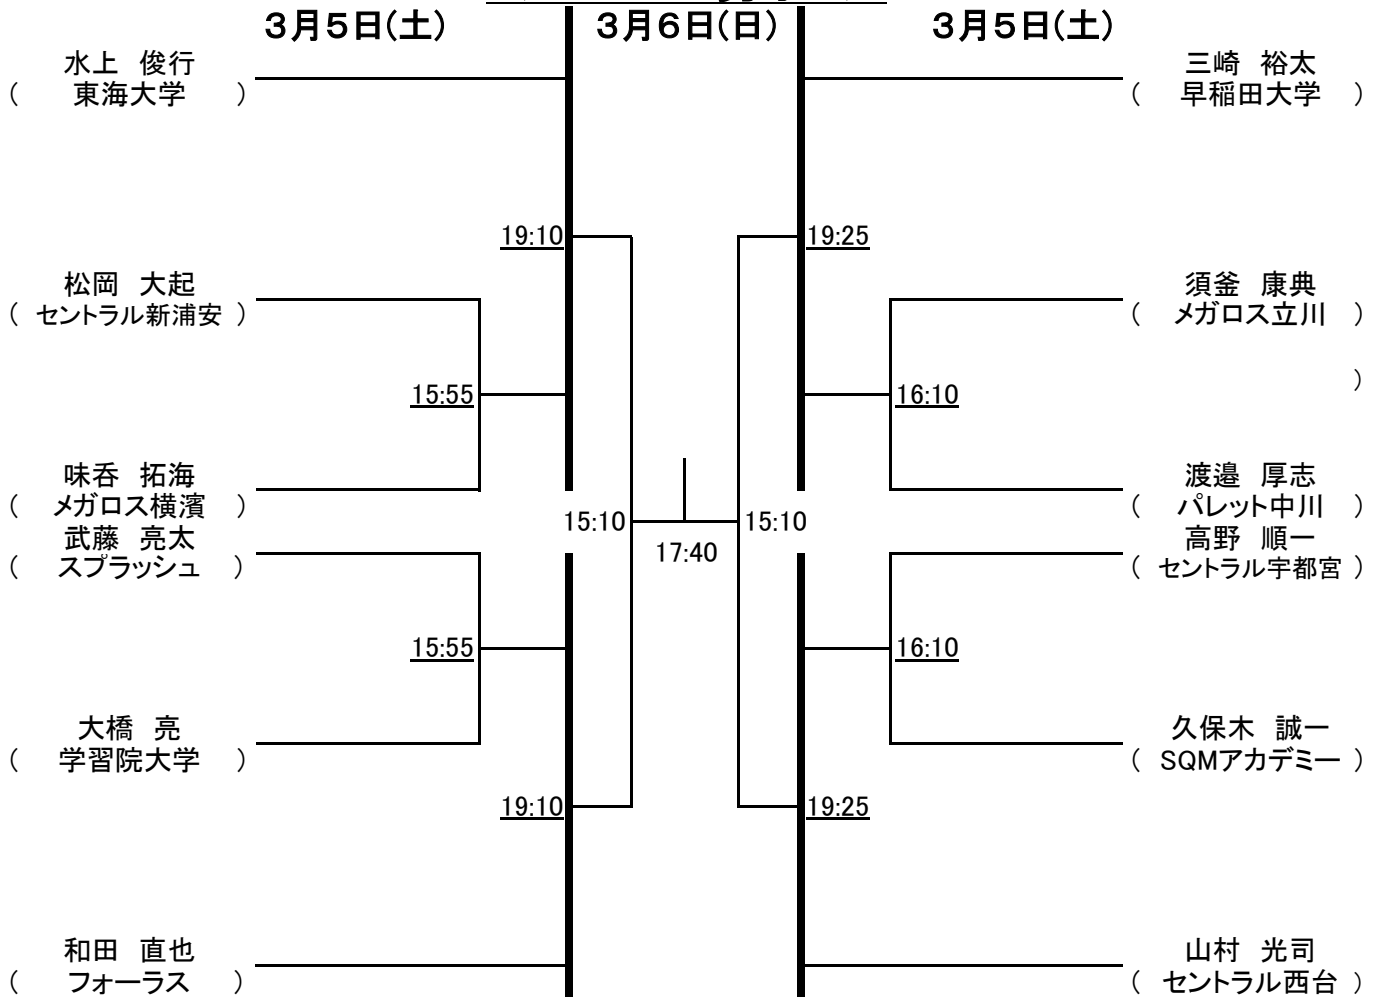 3月5日(土) 3月6日(日) 3月5日(土)
水上 俊行
( 東海大学 )
三崎 裕太
( 早稲田大学 )
19:10 19:25
松岡 大起
( セントラル新浦安 )
須釜 康典
( メガロス立川 )
)
15:55 16:10
味呑 拓海
( メガロス横濱 )
渡邉 厚志
( パレット中川 )
15:10 15:10
17:40
武藤 亮太
( スプラッシュ )
高野 順一
( セントラル宇都宮 )
15:55 16:10
大橋 亮
( 学習院大学 )
久保木 誠一
( SQMアカデミー )
19:10 19:25
和田 直也
( フォーラス )
山村 光司
( セントラル西台 )